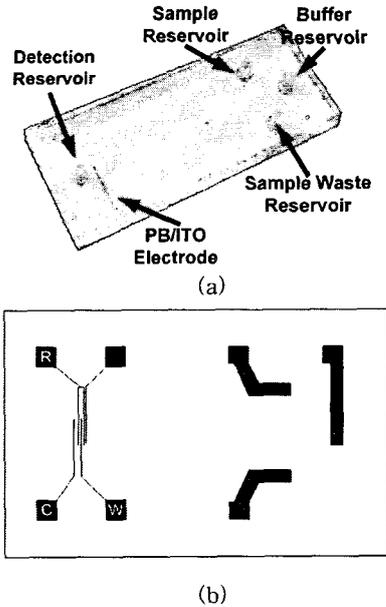 Sample
Reservoir
Buffer
Reservoir
Detection
Reservoir
Sample Waste
Reservoir
PB/ITO
Electrode
(a)
R
C
W
(b)